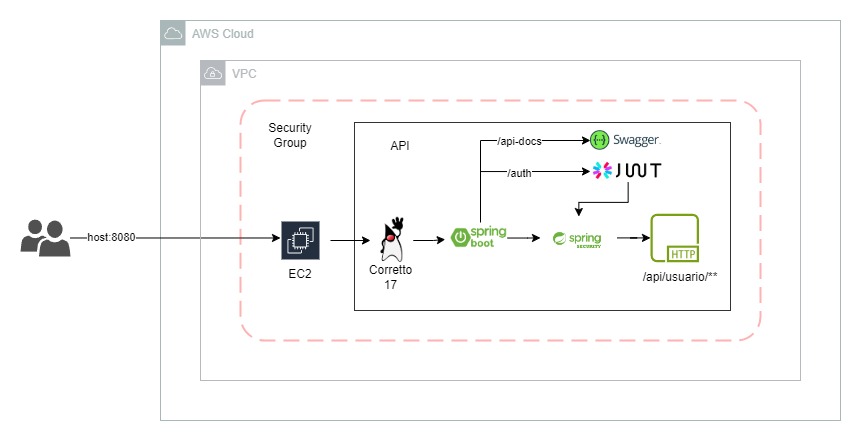 AWS Cloud
VPC
Security
Group
API
/api-docs
Swagger.
/auth
JWT
host:8080
EC2
Corretto
17
spring
boot
spring
SECURITY
HTTP
/api/usuario/**